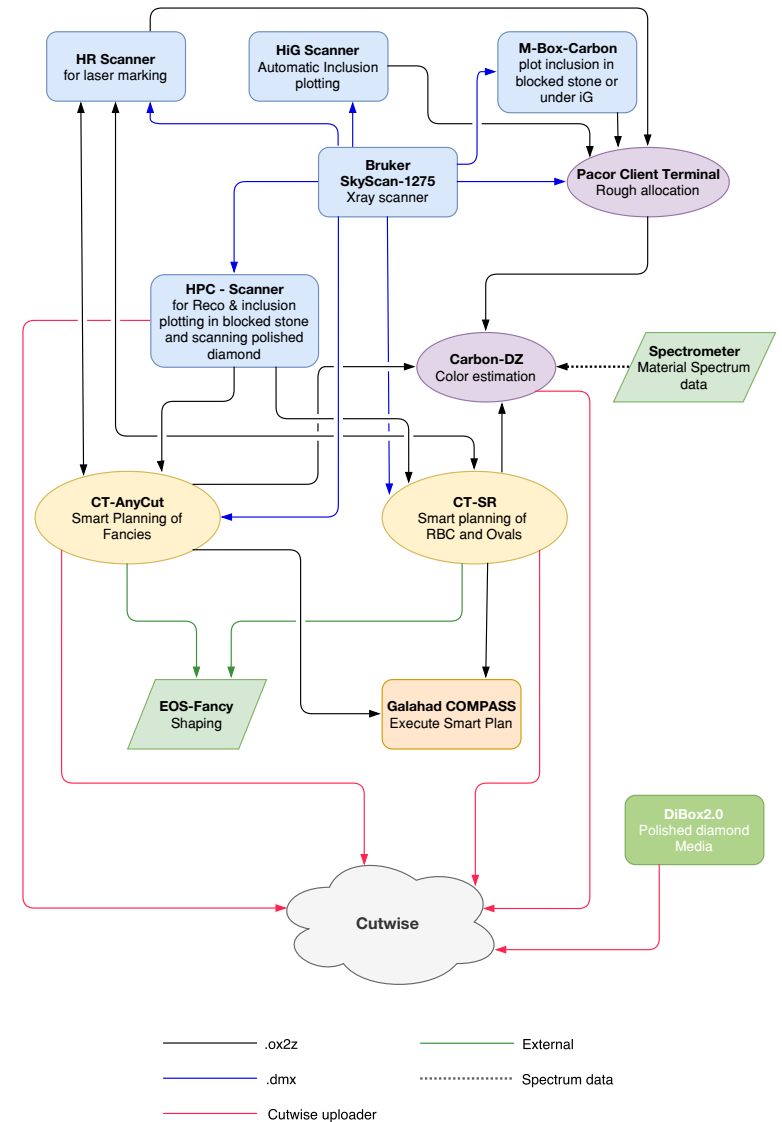 HR Scanner
for laser marking
HiG Scanner
Automatic Inclusion
plotting
M-Box-Carbon
plot inclusion in
blocked stone or
under iG
Bruker
SkyScan-1275
Xray scanner
Pacor Client Terminal
Rough allocation
HPC - Scanner
for Reco & inclusion
plotting in blocked stone
and scanning polished
diamond
Carbon-DZ
Color estimation
Spectrometer
Material Spectrum
data
CT-AnyCut
Smart Planning of
Fancies
CT-SR
Smart planning of
RBC and Ovals
EOS-Fancy
Shaping
Galahad COMPASS
Execute Smart Plan
DiBox2.0
Polished diamond
Media
Cutwise
.ox2z
External
.dmx
Spectrum data
Cutwise uploader